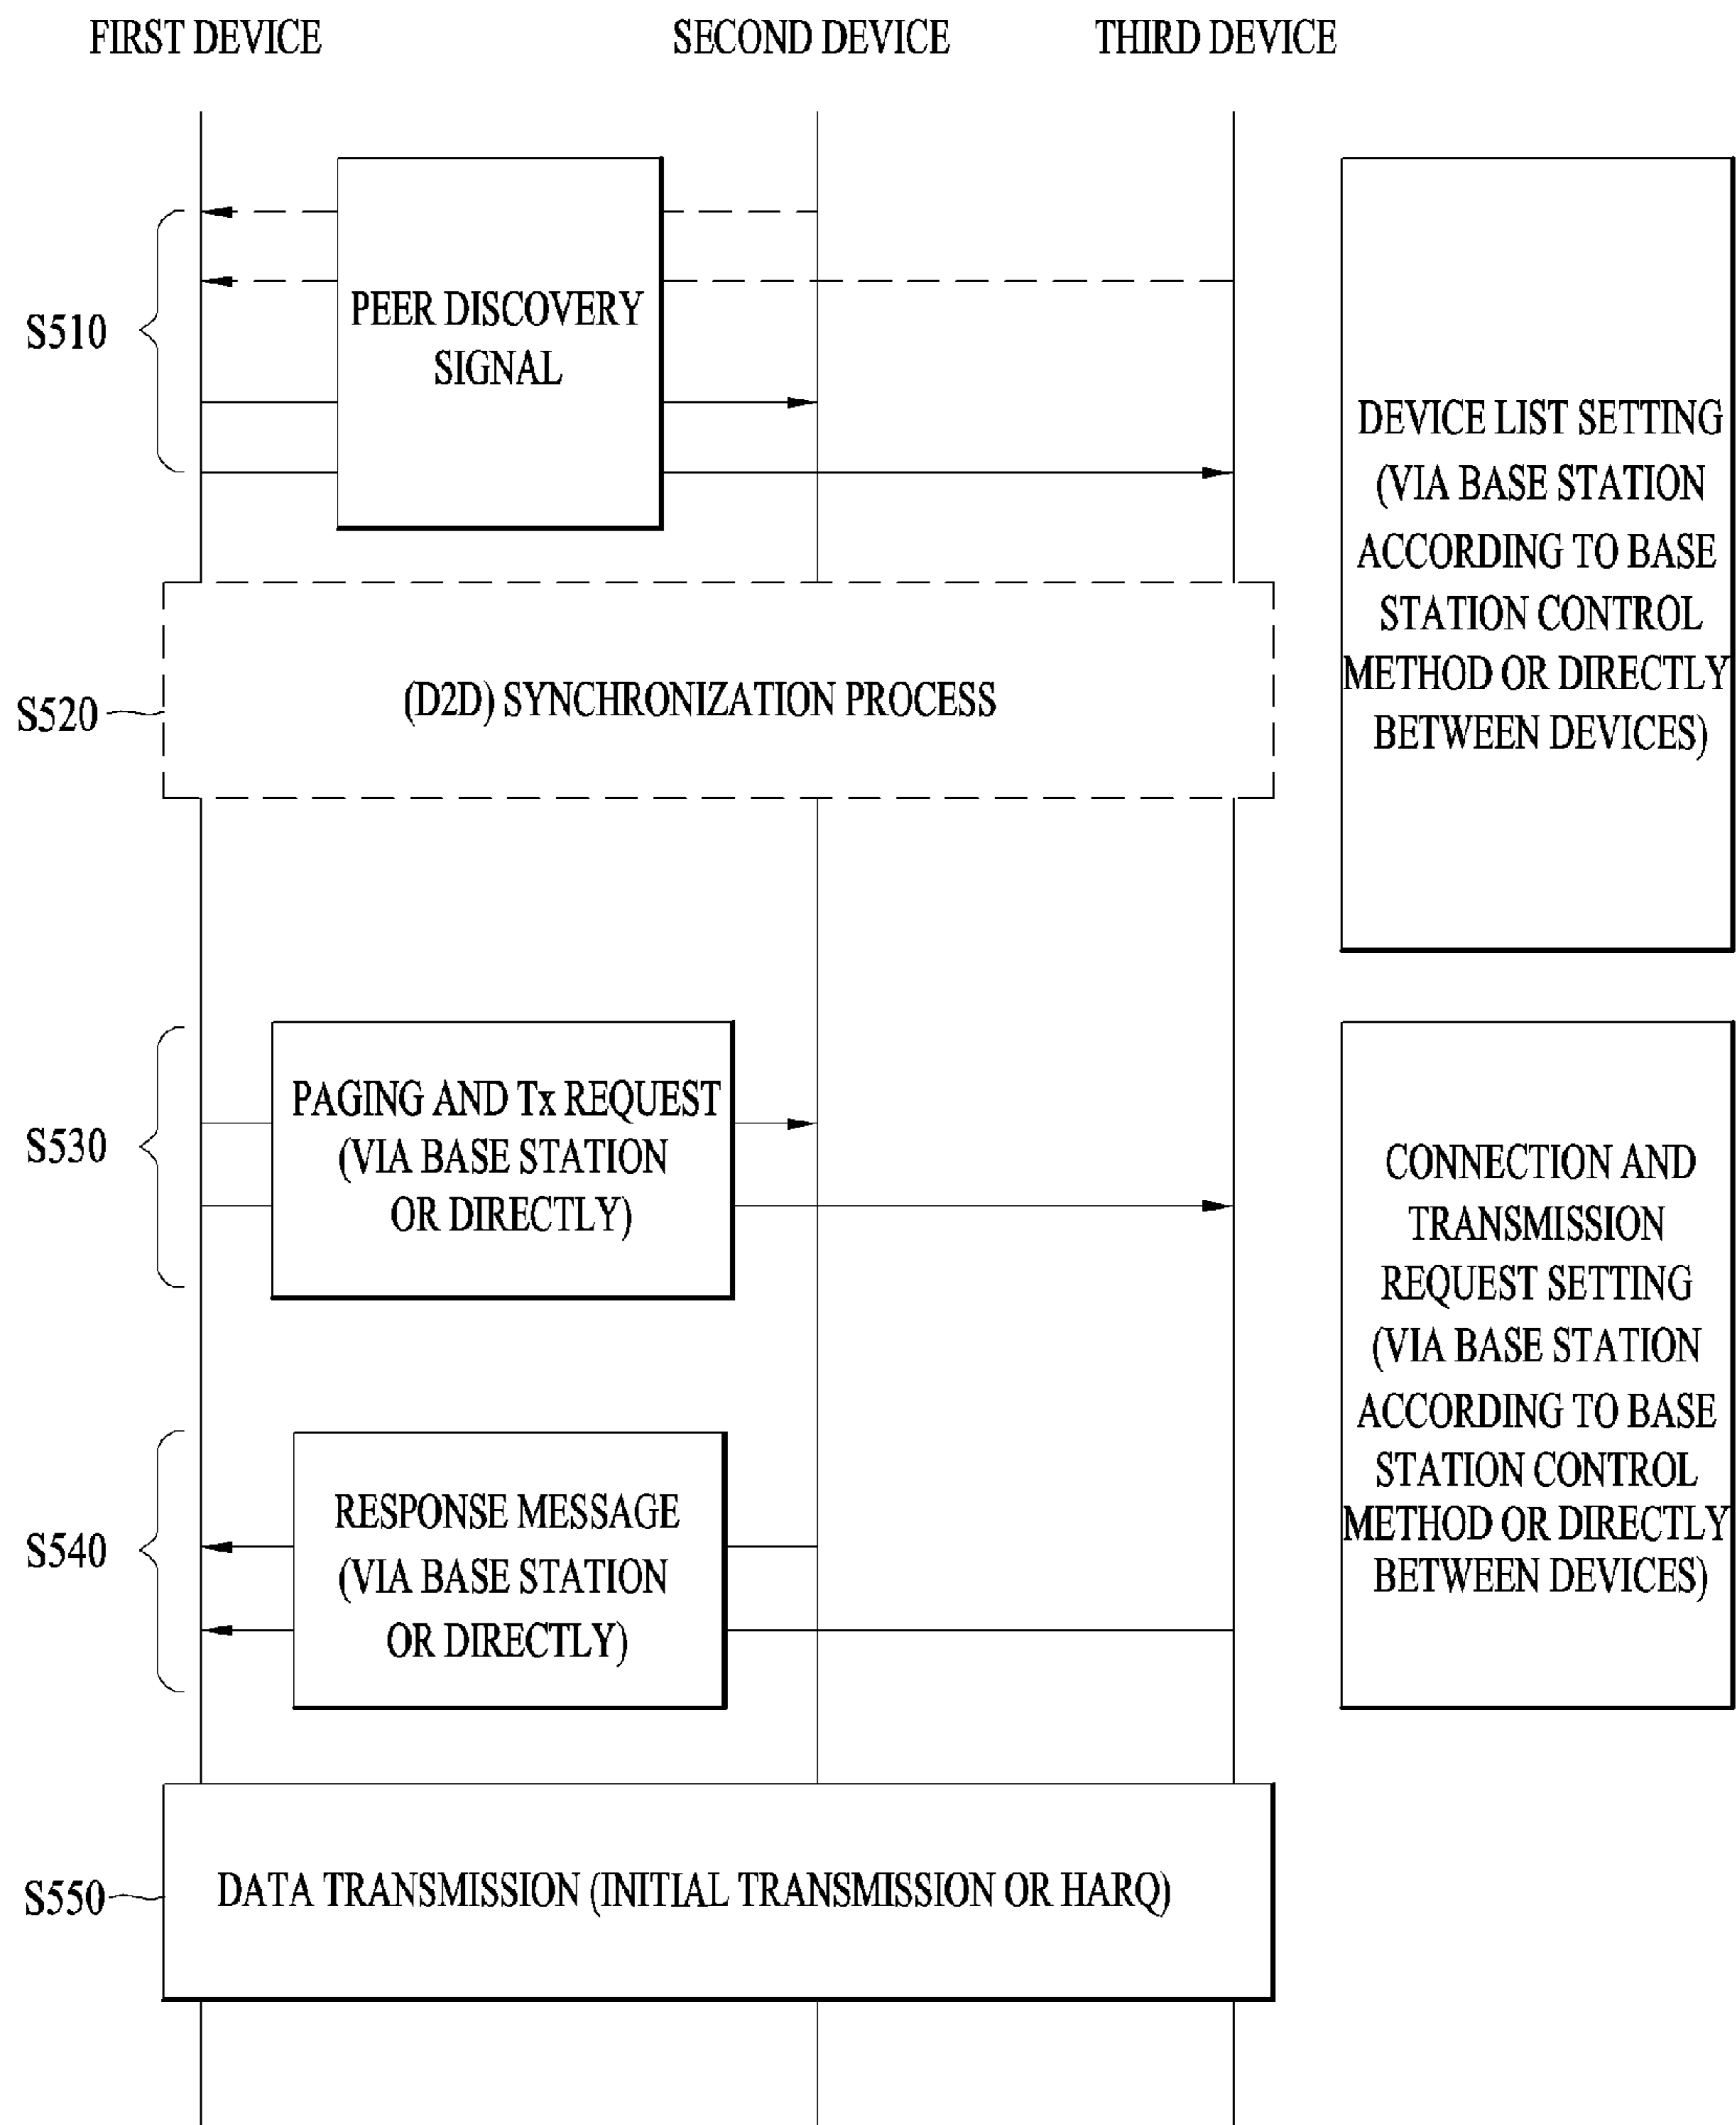 FIRST DEVICE
SECOND DEVICE
THIRD DEVICE
S510
PEER DISCOVERY
SIGNAL
DEVICE LIST SETTING
(VIA BASE STATION
ACCORDING TO BASE
STATION CONTROL
METHOD OR DIRECTLY
BETWEEN DEVICES)
S520
(D2D) SYNCHRONIZATION PROCESS
S530
PAGING AND Tx REQUEST
(VIA BASE STATION
OR DIRECTLY)
CONNECTION AND
TRANSMISSION
REQUEST SETTING
(VIA BASE STATION
ACCORDING TO BASE
STATION CONTROL
METHOD OR DIRECTLY
BETWEEN DEVICES)
S540
RESPONSE MESSAGE
(VIA BASE STATION
OR DIRECTLY)
S550
DATA TRANSMISSION (INITIAL TRANSMISSION OR HARQ)